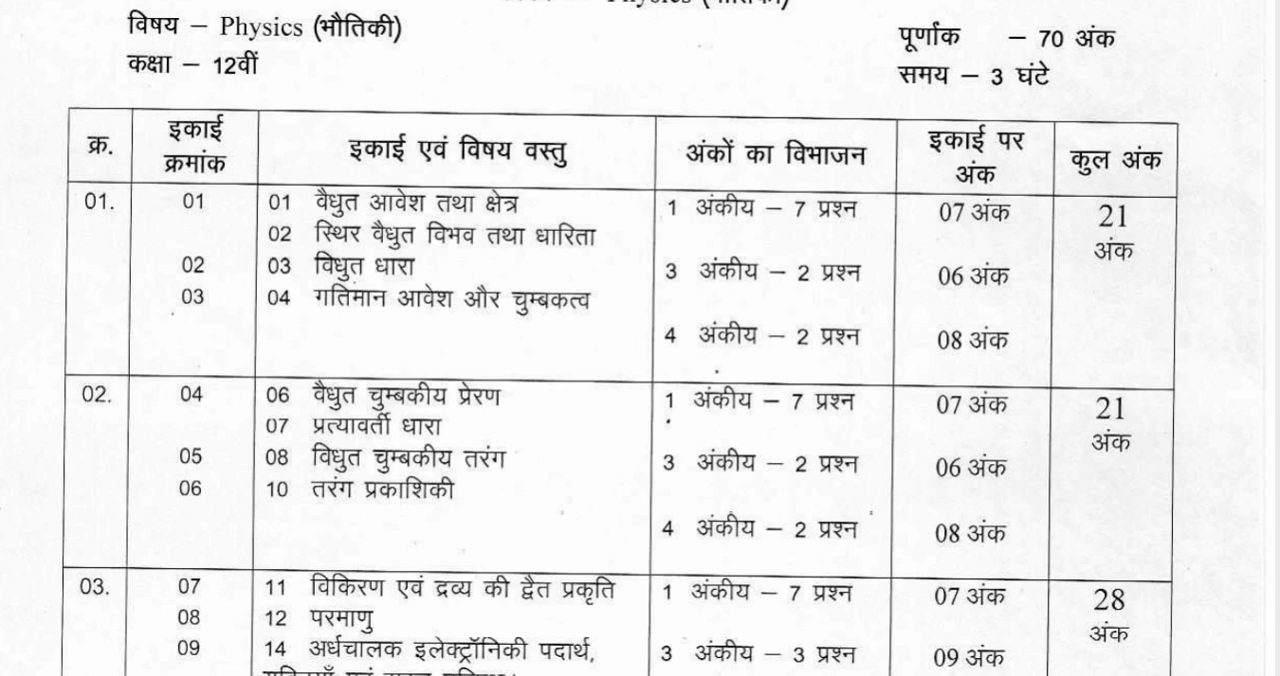 Physics
विषय – Physics (भौतिकी)
पूर्णांक – 70 अंक
कक्षा – 12वीं
समय – 3 घंटे
क्र. इकाई क्रमांक इकाई एवं विषय वस्तु अंकों का विभाजन इकाई पर अंक कुल अंक
01. 01 01 वैधुत आवेश तथा क्षेत्र 1 अंकीय – 7 प्रश्न 07 अंक 21
02 स्थिर वैधुत विभव तथा धारिता अंक
02 03 विधुत धारा 3 अंकीय – 2 प्रश्न 06 अंक
03 04 गतिमान आवेश और चुम्बकत्व
4 अंकीय – 2 प्रश्न 08 अंक
02. 04 06 वैधुत चुम्बकीय प्रेरण 1 अंकीय – 7 प्रश्न 07 अंक 21
07 प्रत्यावर्ती धारा अंक
05 08 विधुत चुम्बकीय तरंग 3 अंकीय – 2 प्रश्न 06 अंक
06 10 तरंग प्रकाशिकी
4 अंकीय – 2 प्रश्न 08 अंक
03. 07 11 विकिरण एवं द्रव्य की द्वैत प्रकृति 1 अंकीय – 7 प्रश्न 07 अंक 28
08 12 परमाणु अंक
09 14 अर्धचालक इलेक्ट्रॉनिकी पदार्थ, 3 अंकीय – 3 प्रश्न 09 अंक